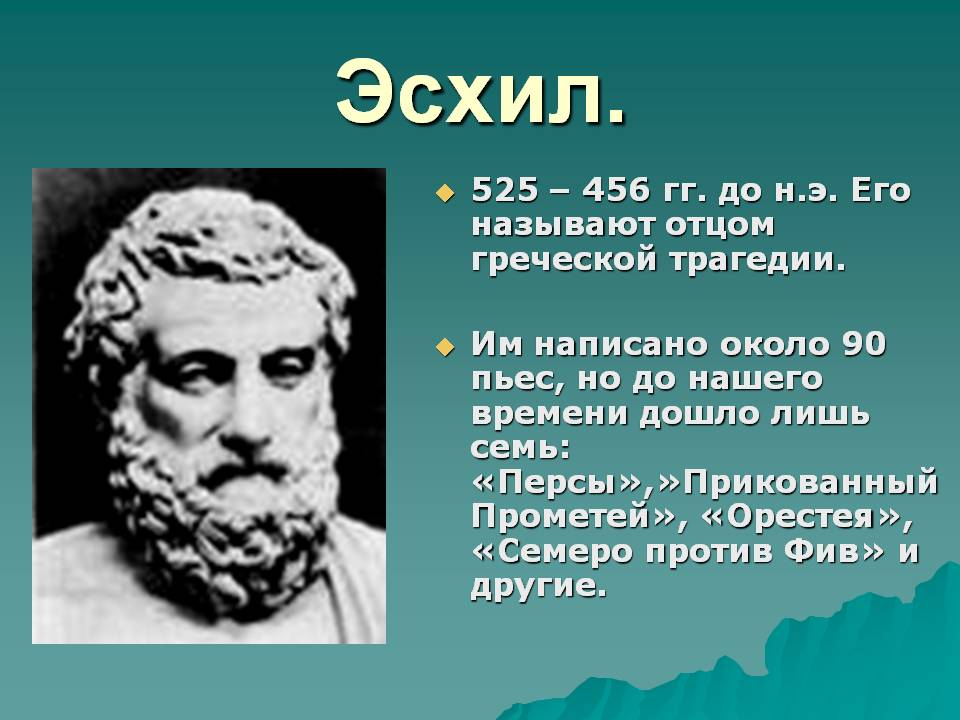 Эсхил.
525 – 456 гг. до н.э. Его
называют отцом
греческой трагедии.
Им написано около 90
пьес, но до нашего
времени дошло лишь
семь:
«Персы»,»Прикованный
Прометей», «Орестея»,
«Семеро против Фив» и
другие.